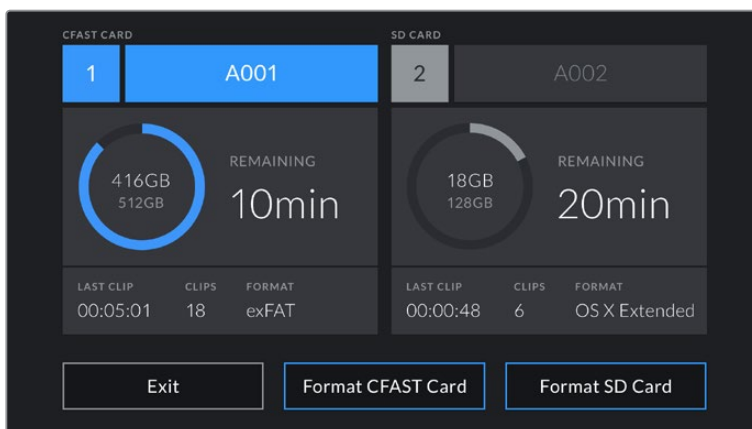 CFAST CARD
1
A001
416GB
512GB
REMAINING
10min
LAST CLIP
CLIPS
FORMAT
00:05:01
18
exFAT
SD CARD
2
A002
18GB
128GB
REMAINING
20min
LAST CLIP
CLIPS
FORMAT
00:00:48
6
OS X Extended
Exit
Format CFAST Card
Format SD Card